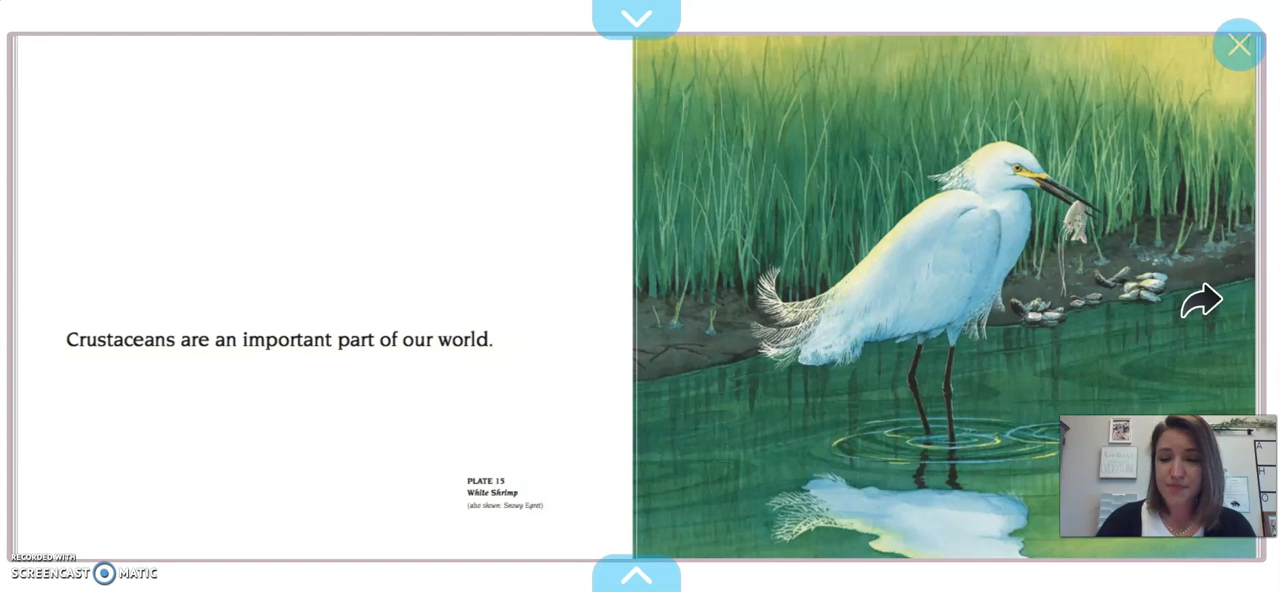 Crustaceans are an important part of our world.
PLATE 15
White Shrimp
(also shown: Snowy Egret)
RECORDED WITH
SCREENCAST MATIC